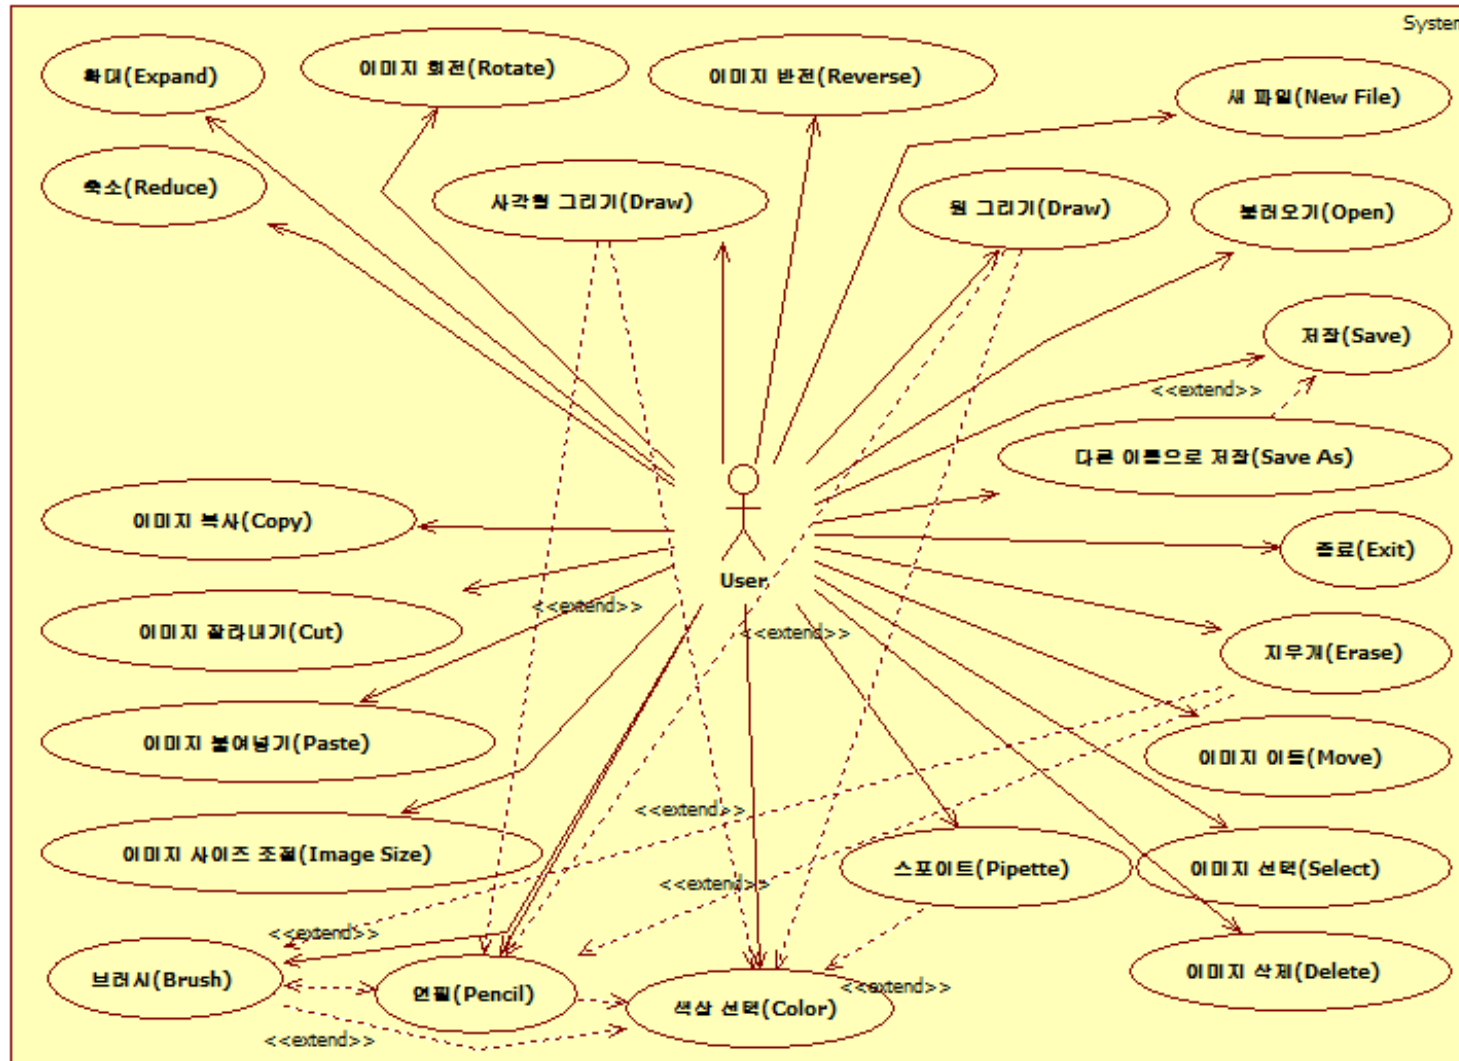 System
확대(Expand)
이미지 회전(Rotate)
이미지 반전(Reverse)
새 파일(New File)
축소(Reduce)
사각형 그리기(Draw)
원 그리기(Draw)
불러오기(Open)
저장(Save)
<<extend>>
다른 이름으로 저장(Save As)
이미지 복사(Copy)
종료(Exit)
User
<<extend>>
<<extend>>
이미지 잘라내기(Cut)
지우개(Erase)
이미지 붙여넣기(Paste)
이미지 이동(Move)
<<extend>>
이미지 사이즈 조절(Image Size)
스포이트(Pipette)
이미지 선택(Select)
<<extend>>
<<extend>>
브러시(Brush)
연필(Pencil)
색상 선택(Color)
<<extend>>
이미지 삭제(Delete)
<<extend>>